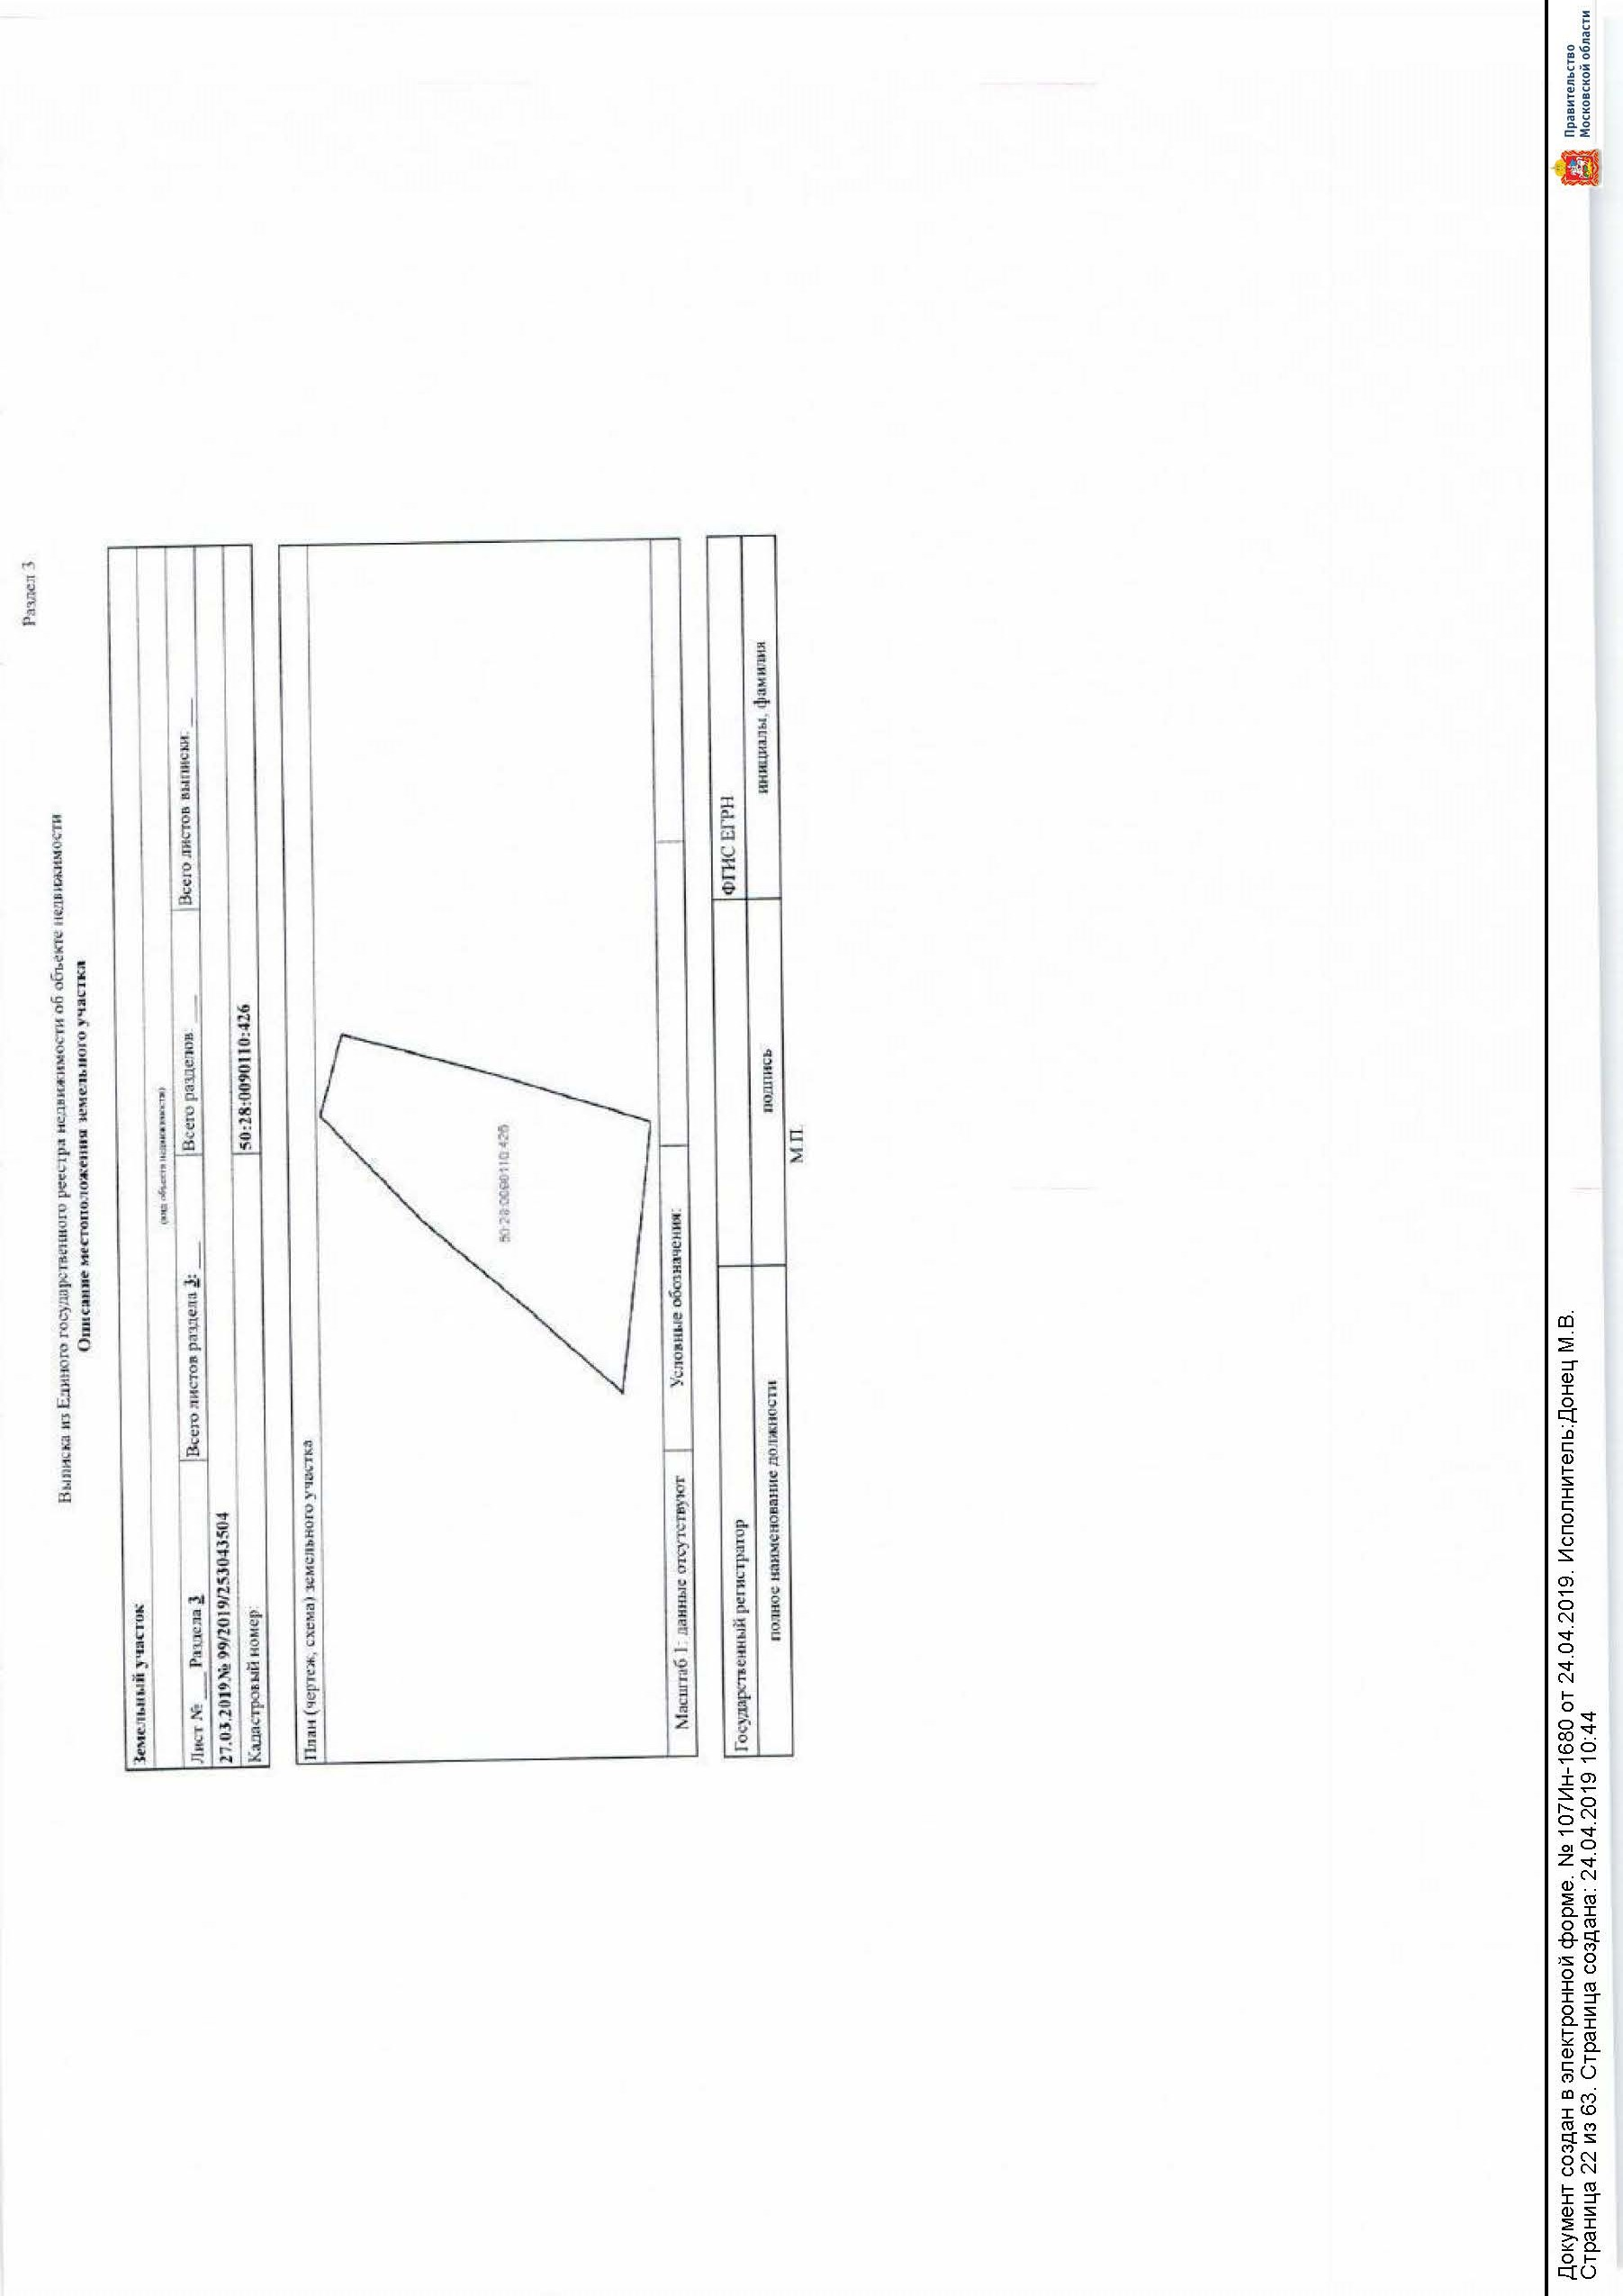 Раздел 3
Выписка из Единого государственного реестра недвижимости об объекте недвижимости
Описание местоположения земельного участка
Земельный участок
(вид объекта недвижимости)
Лист № ___ Раздела 3 Всего листов раздела 3: ___ Всего разделов: ___ Всего листов выписки: ___
27.03.2019 № 99/2019/253043504
Кадастровый номер: 50:28:0090110:426
План (чертеж, схема) земельного участка
50:28:0090110:426
Масштаб 1: данные отсутствуют Условные обозначения:
Государственный регистратор ФГИС ЕГРН
полное наименование должности подпись инициалы, фамилия
М.П.
Документ создан в электронной форме. № 107Ин-1680 от 24.04.2019. Исполнитель:Донец М.В.
Страница 22 из 63. Страница создана: 24.04.2019 10:44
Правительство
Московской области